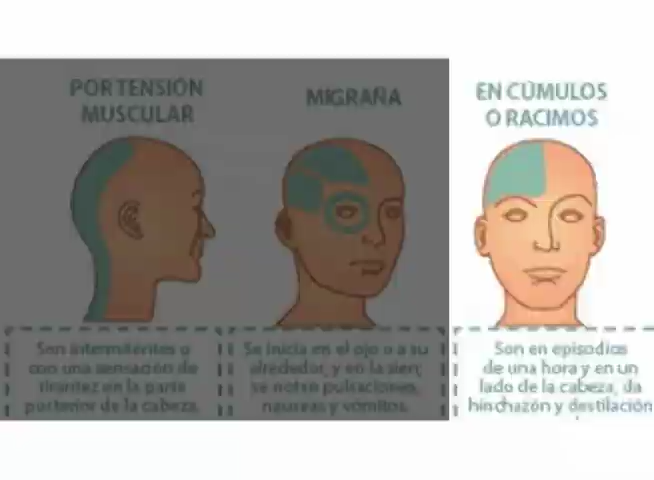 POR TENSIÓN
MUSCULAR
MIGRAÑA
EN CÚMULOS
O RACIMOS
Son intermitentes o
con una sensación de
tirantez en la parte
posterior de la cabeza.
Se inicia en el ojo o a su
alrededor, y en la sien;
se notan pulsaciones,
nauseas y vómitos.
Son en episodios
de una hora y en un
lado de la cabeza, da
hinchazón y destilación